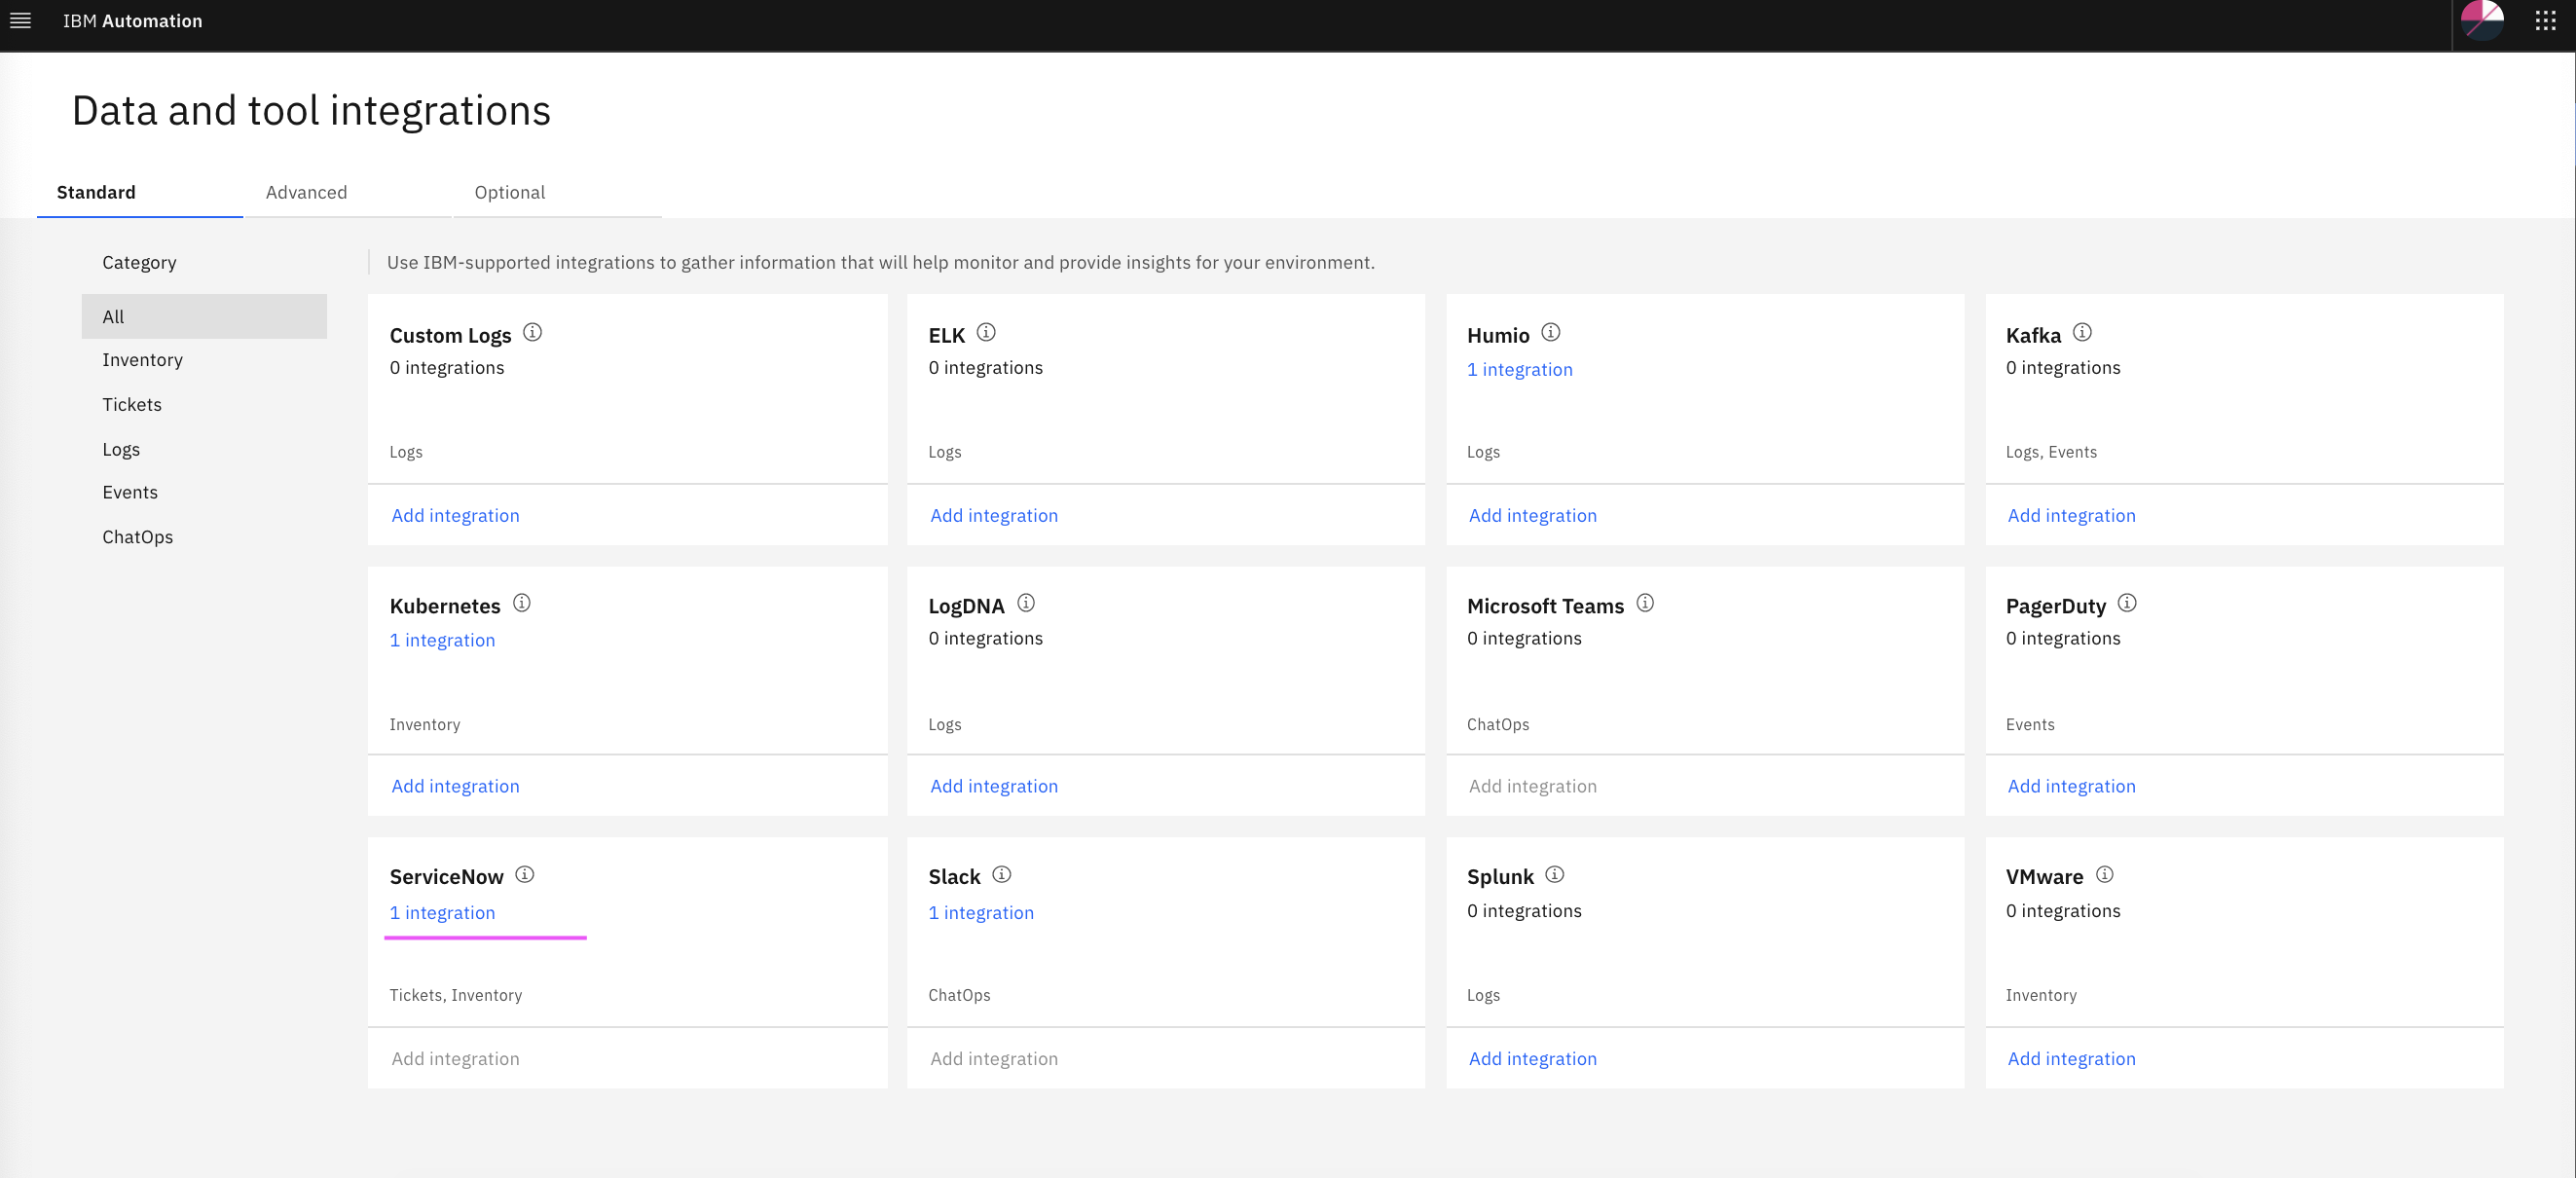 IBM Automation
Data and tool integrations
Standard
Advanced
Optional
Category
All
Inventory
Tickets
Logs
Events
ChatOps
Use IBM-supported integrations to gather information that will help monitor and provide insights for your environment.
Custom Logs
0 integrations
Logs
Add integration
ELK
0 integrations
Logs
Add integration
Humio
1 integration
Logs
Add integration
Kafka
0 integrations
Logs, Events
Add integration
Kubernetes
1 integration
Inventory
Add integration
LogDNA
0 integrations
Logs
Add integration
Microsoft Teams
0 integrations
ChatOps
Add integration
PagerDuty
0 integrations
Events
Add integration
ServiceNow
1 integration
Tickets, Inventory
Add integration
Slack
1 integration
ChatOps
Add integration
Splunk
0 integrations
Logs
Add integration
VMware
0 integrations
Inventory
Add integration